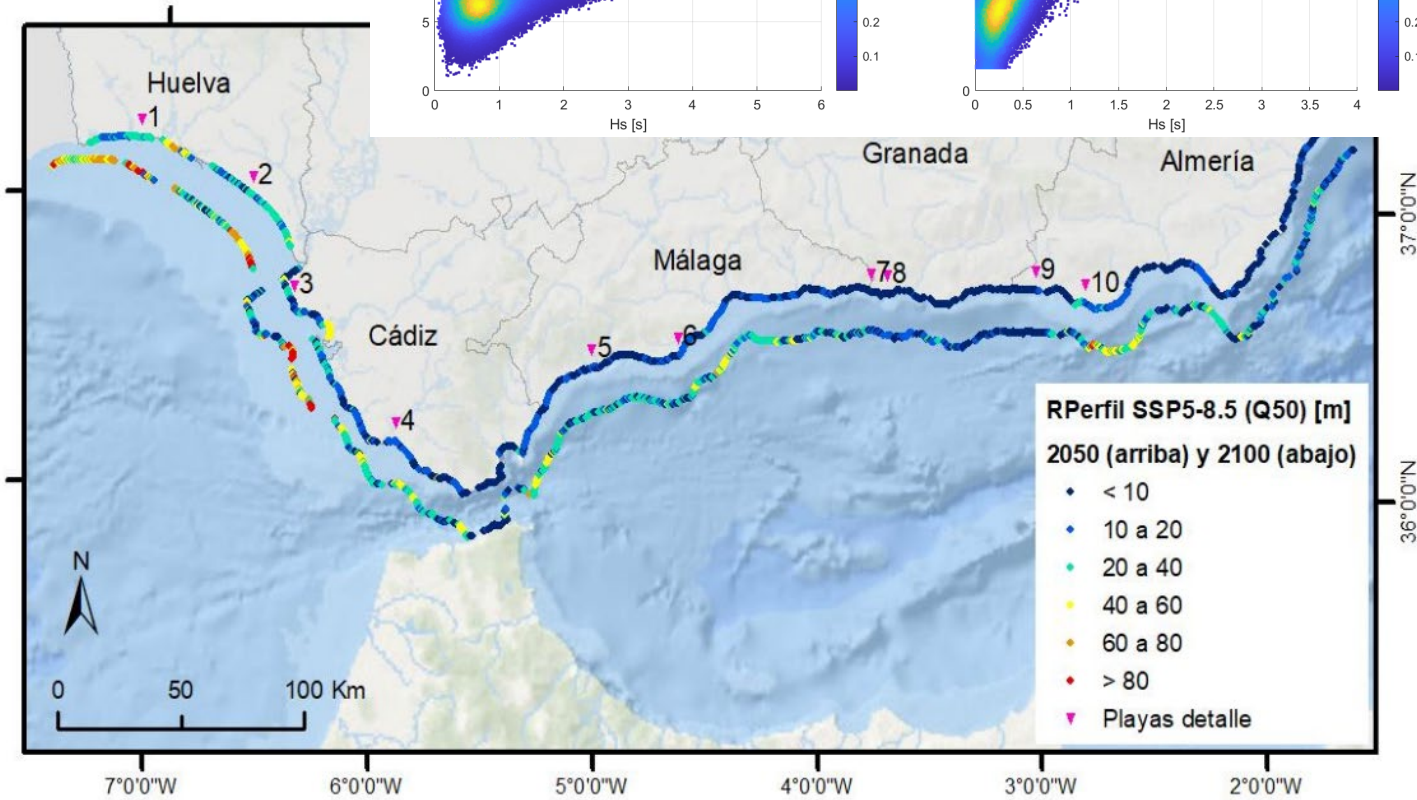 5
0.2
0.2
0.1
0.1
0
0
0 1 2 3 4 5 6
0 0.5 1 1.5 2 2.5 3 3.5 4
Hs [s]
Hs [s]
Huelva
1
Granada
Almería
2
37°0'0"N
Málaga
7
8
9
10
3
Cádiz
6
5
4
RPerfil SSP5-8.5 (Q50) [m]
2050 (arriba) y 2100 (abajo)
< 10
10 a 20
20 a 40
40 a 60
60 a 80
> 80
Playas detalle
36°0'0"N
N
0 50 100 Km
7°0'0"W 6°0'0"W 5°0'0"W 4°0'0"W 3°0'0"W 2°0'0"W